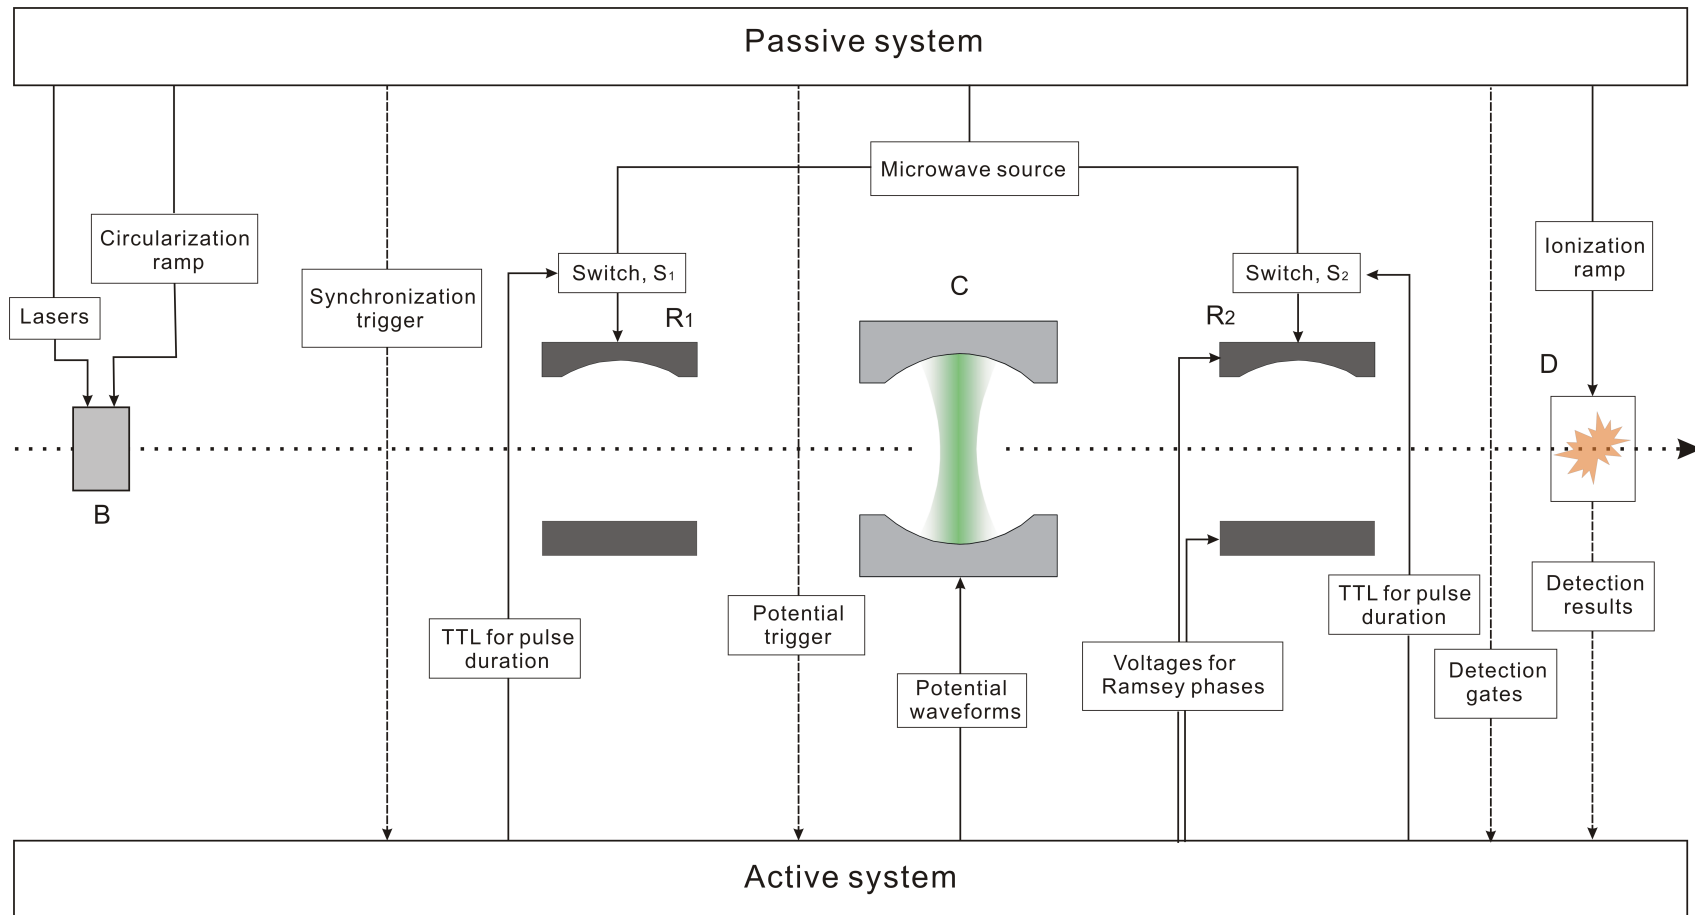 Passive system
Microwave source
Circularization
ramp
Ionization
ramp
Switch, S1
Switch, S2
C
Synchronization
trigger
Lasers
R1
R2
D
B
Detection
results
TTL for pulse
duration
Potential
trigger
TTL for pulse
duration
Voltages for
Ramsey phases
Detection
gates
Potential
waveforms
Active system